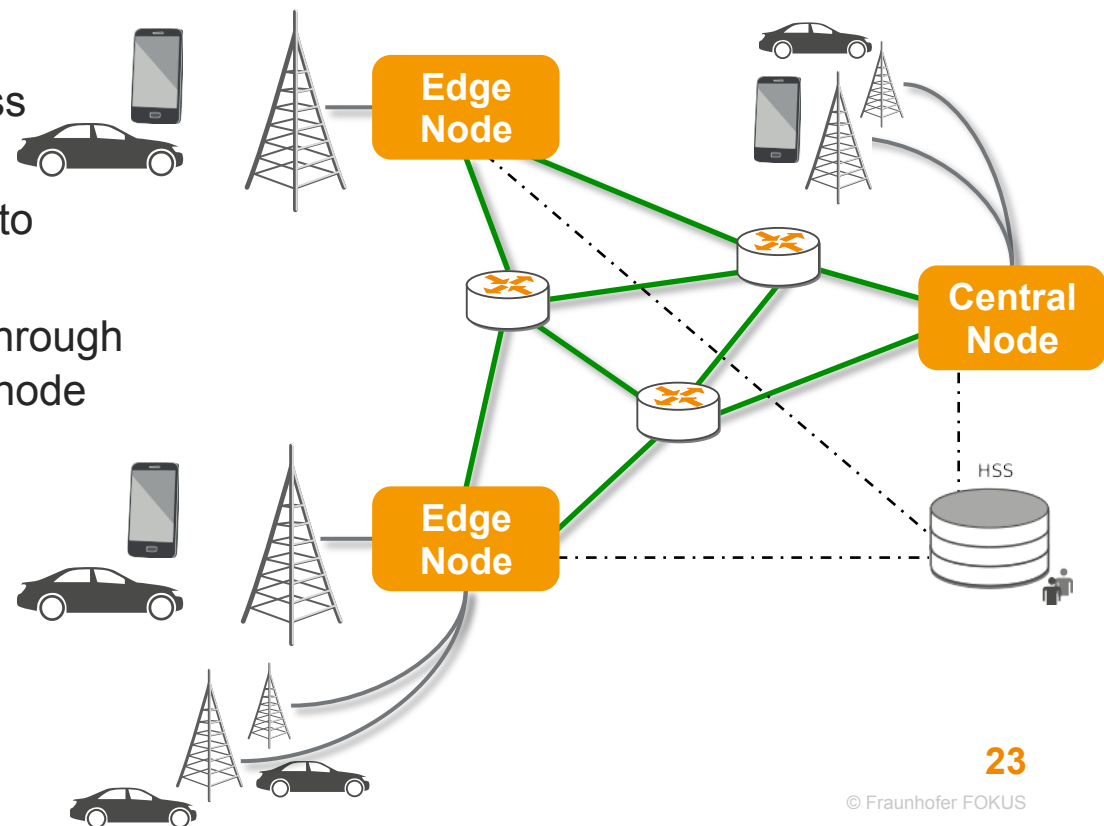 ss
to
hrough
node
Edge
Node
Central
Node
HSS
Edge
Node
23
© Fraunhofer FOKUS